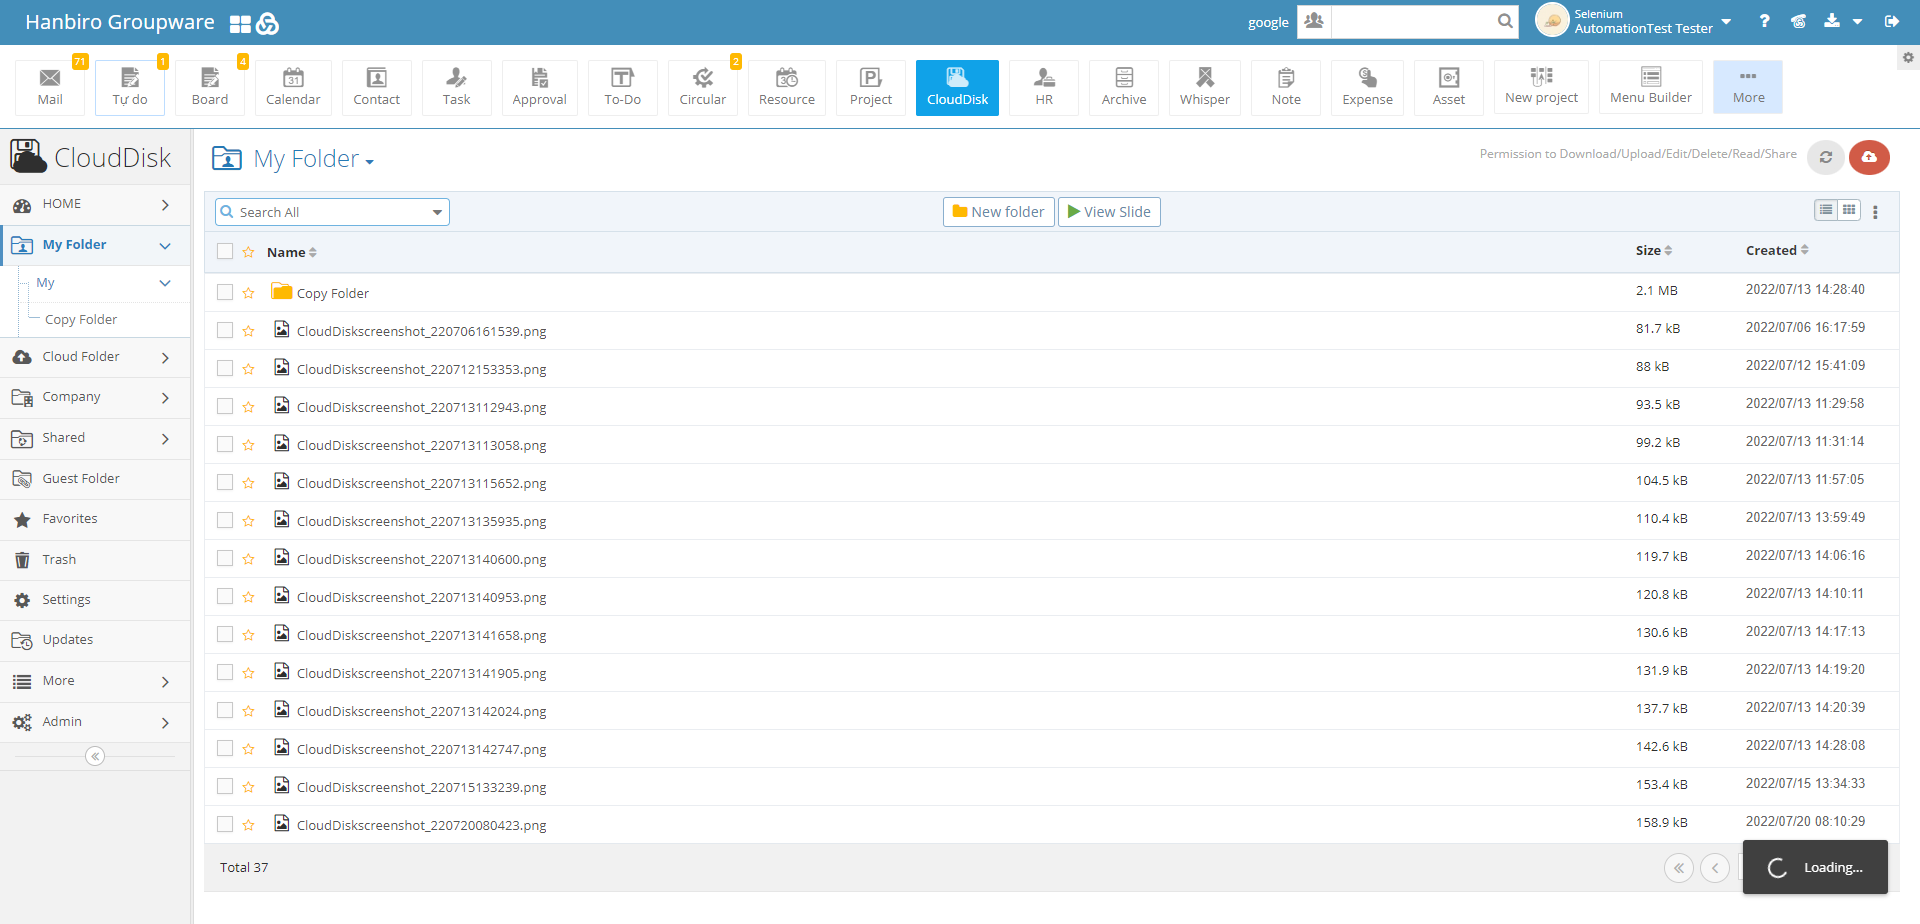 Hanbiro Groupware
google
Selenium
AutomationTest Tester
?
71
1
4
2
Mail
Tự do
Board
31
Calendar
Contact
Task
Approval
To-Do
Circular
Resource
Project
CloudDisk
HR
Archive
Whisper
Note
Expense
Asset
New project
Menu Builder
More
CloudDisk
HOME
My Folder
My
Copy Folder
Cloud Folder
Company
Shared
Guest Folder
Favorites
Trash
Settings
Updates
More
Admin
My Folder
Permission to Download/Upload/Edit/Delete/Read/Share
Search All
New folder
View Slide
Name
Size
Created
Copy Folder 2.1 MB 2022/07/13 14:28:40
CloudDiskscreenshot_220706161539.png 81.7 kB 2022/07/06 16:17:59
CloudDiskscreenshot_220712153353.png 88 kB 2022/07/12 15:41:09
CloudDiskscreenshot_220713112943.png 93.5 kB 2022/07/13 11:29:58
CloudDiskscreenshot_220713113058.png 99.2 kB 2022/07/13 11:31:14
CloudDiskscreenshot_220713115652.png 104.5 kB 2022/07/13 11:57:05
CloudDiskscreenshot_220713135935.png 110.4 kB 2022/07/13 13:59:49
CloudDiskscreenshot_220713140600.png 119.7 kB 2022/07/13 14:06:16
CloudDiskscreenshot_220713140953.png 120.8 kB 2022/07/13 14:10:11
CloudDiskscreenshot_220713141658.png 130.6 kB 2022/07/13 14:17:13
CloudDiskscreenshot_220713141905.png 131.9 kB 2022/07/13 14:19:20
CloudDiskscreenshot_220713142024.png 137.7 kB 2022/07/13 14:20:39
CloudDiskscreenshot_220713142747.png 142.6 kB 2022/07/13 14:28:08
CloudDiskscreenshot_220715133239.png 153.4 kB 2022/07/15 13:34:33
CloudDiskscreenshot_220720080423.png 158.9 kB 2022/07/20 08:10:29
Total 37
Loading...